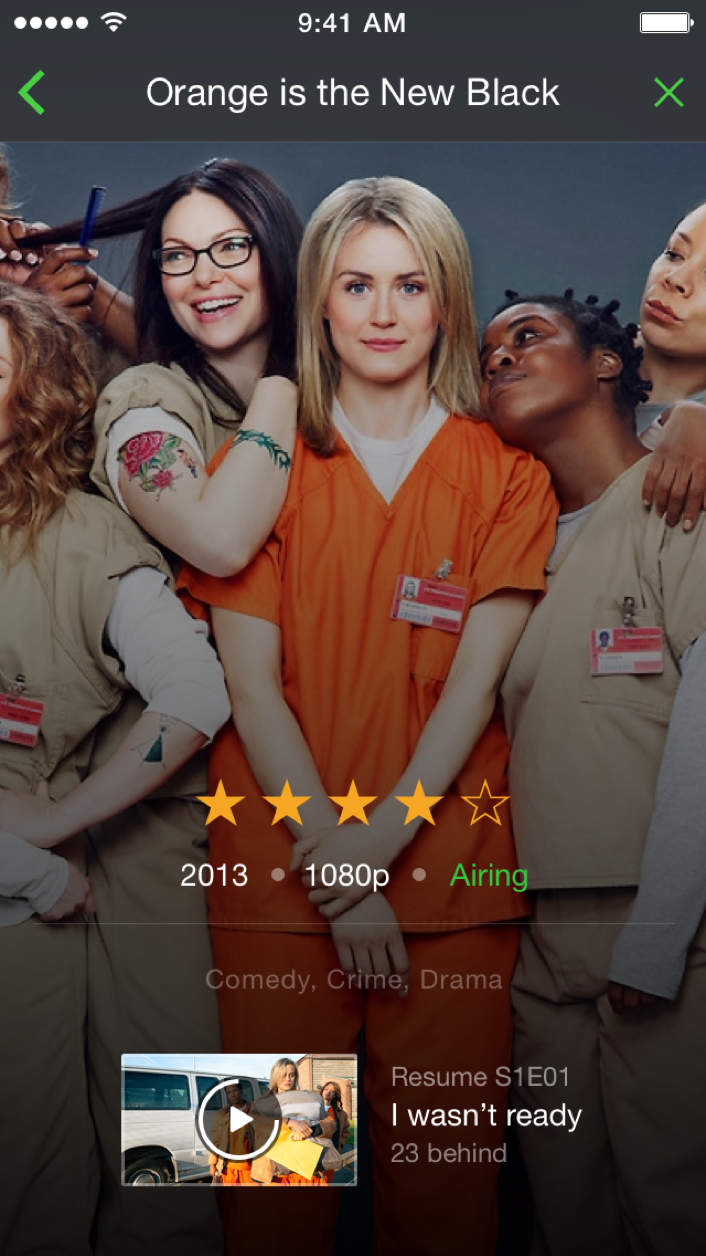 9:41 AM
Orange is the New Black
2013 • 1080p • Airing
Comedy, Crime, Drama
Resume S1E01
I wasn’t ready
23 behind